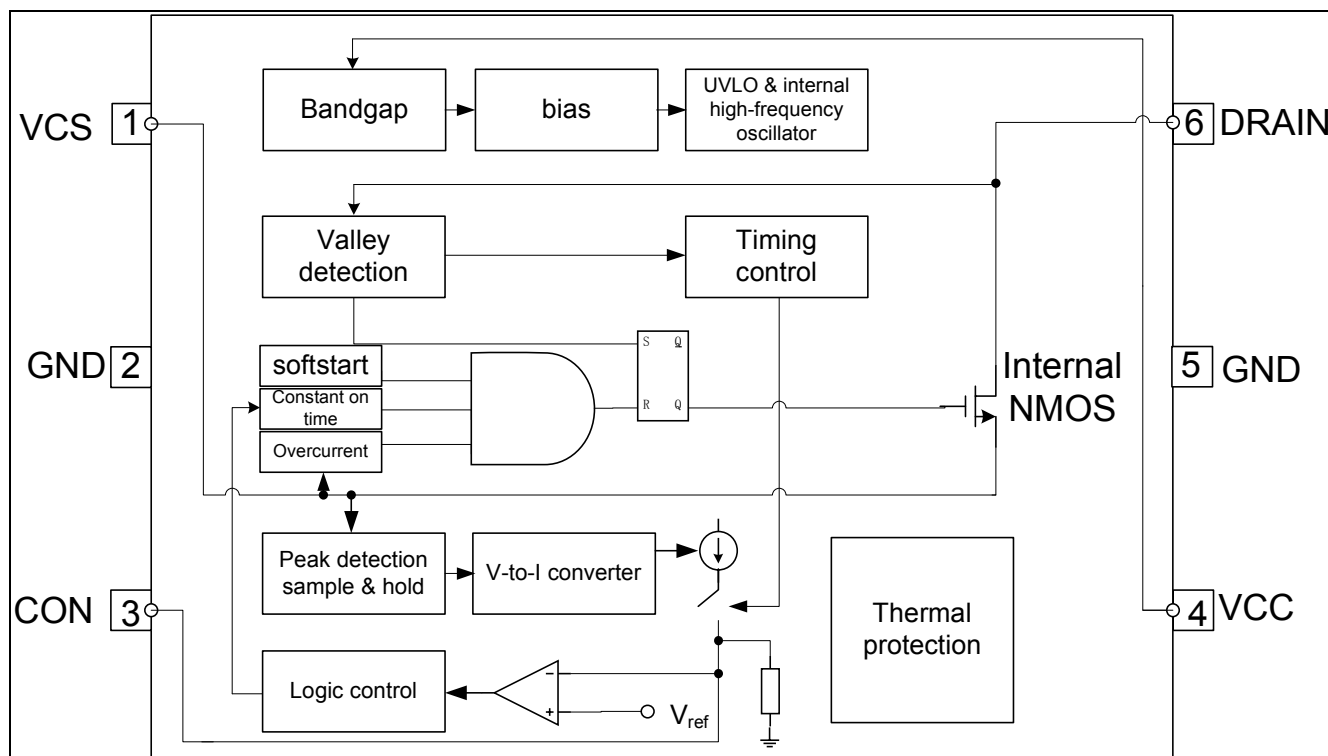 VCS
1
Bandgap
bias
UVLO & internal
high-frequency
oscillator
6
DRAIN
Valley
detection
Timing
control
GND
2
softstart
Constant on
time
Overcurrent
S Q
R Q
Internal
NMOS
5
GND
CON
3
Peak detection
sample & hold
V-to-I converter
Thermal
protection
4
VCC
Logic control
-
+
Vref